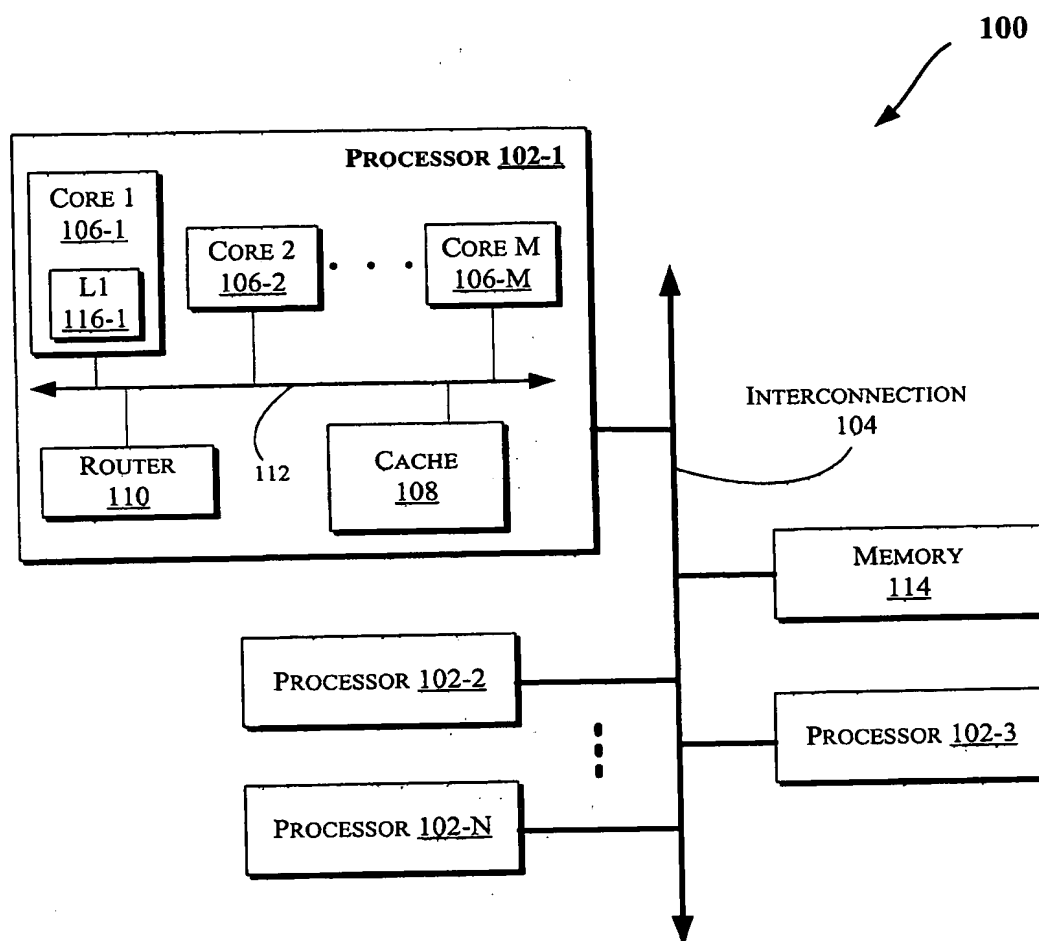 100
PROCESSOR 102-1
CORE 1
106-1
L1
116-1
CORE 2
106-2
CORE M
106-M
ROUTER
110
112
CACHE
108
INTERCONNECTION
104
MEMORY
114
PROCESSOR 102-2
PROCESSOR 102-3
PROCESSOR 102-N